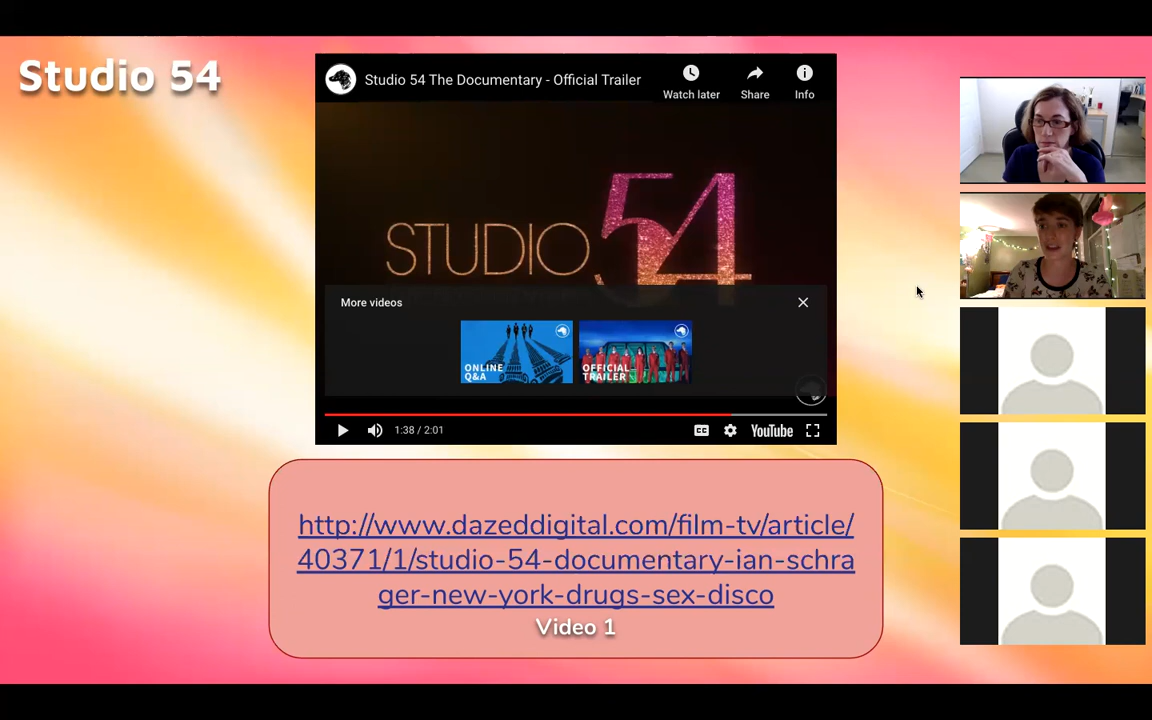 Studio 54
Studio 54 The Documentary - Official Trailer
Watch later
Share
Info
STUDIO 54
More videos
ONLINE
Q&A
OFFICIAL
TRAILER
1:38 / 2:01
CC
YouTube
http://www.dazeddigital.com/film-tv/article/
40371/1/studio-54-documentary-ian-schra
ger-new-york-drugs-sex-disco
Video 1